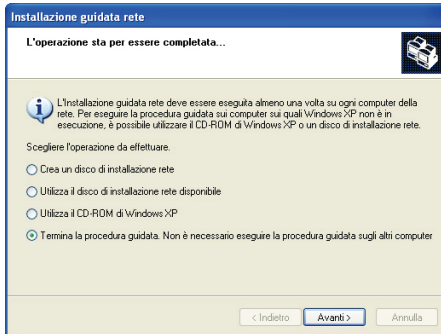 Installazione guidata rete
L'operazione sta per essere completata...
L'Installazione guidata rete deve essere eseguita almeno una volta su ogni computer della
rete. Per eseguire la procedura guidata sui computer sui quali Windows XP non è in
esecuzione, è possibile utilizzare il CD-ROM di Windows XP o un disco di installazione rete.
Scegliere l'operazione da effettuare.
Crea un disco di installazione rete
Utilizza il disco di installazione rete disponibile
Utilizza il CD-ROM di Windows XP
Termina la procedura guidata. Non è necessario eseguire la procedura guidata sugli altri computer
< Indietro Avanti > Annulla